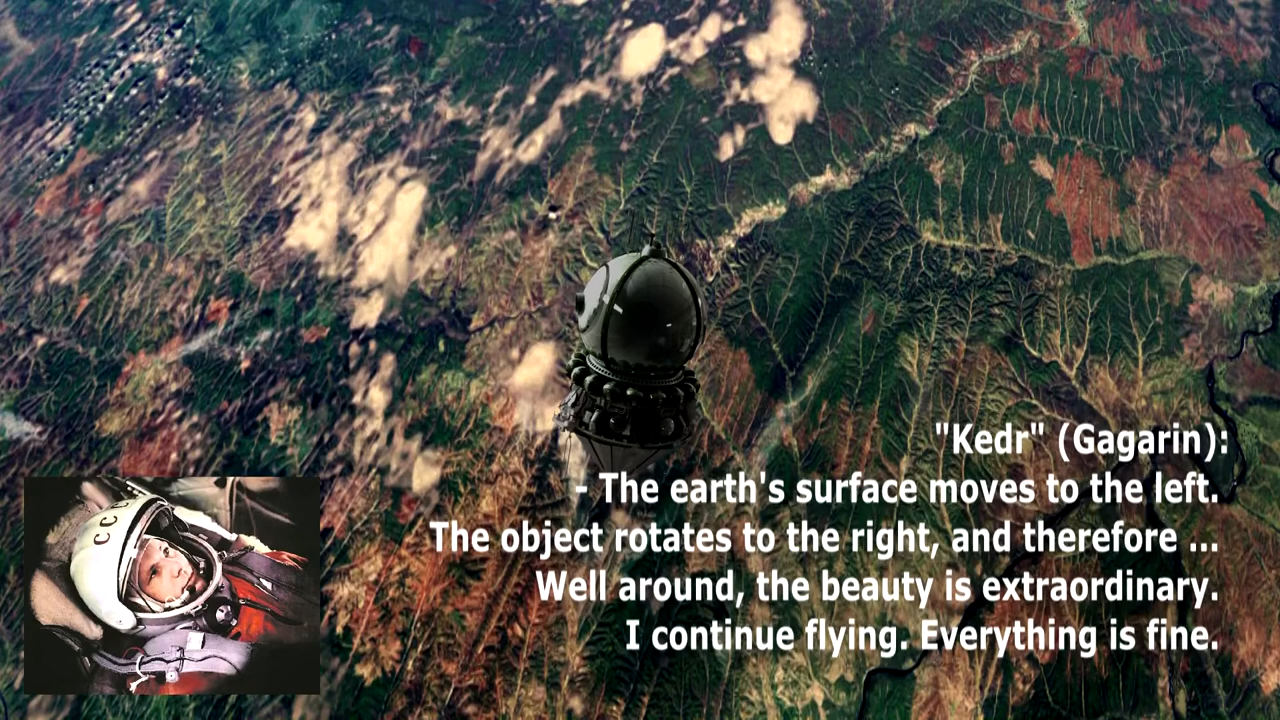 "Kedr" (Gagarin):
- The earth's surface moves to the left.
The object rotates to the right, and therefore ...
Well around, the beauty is extraordinary.
I continue flying. Everything is fine.
СС